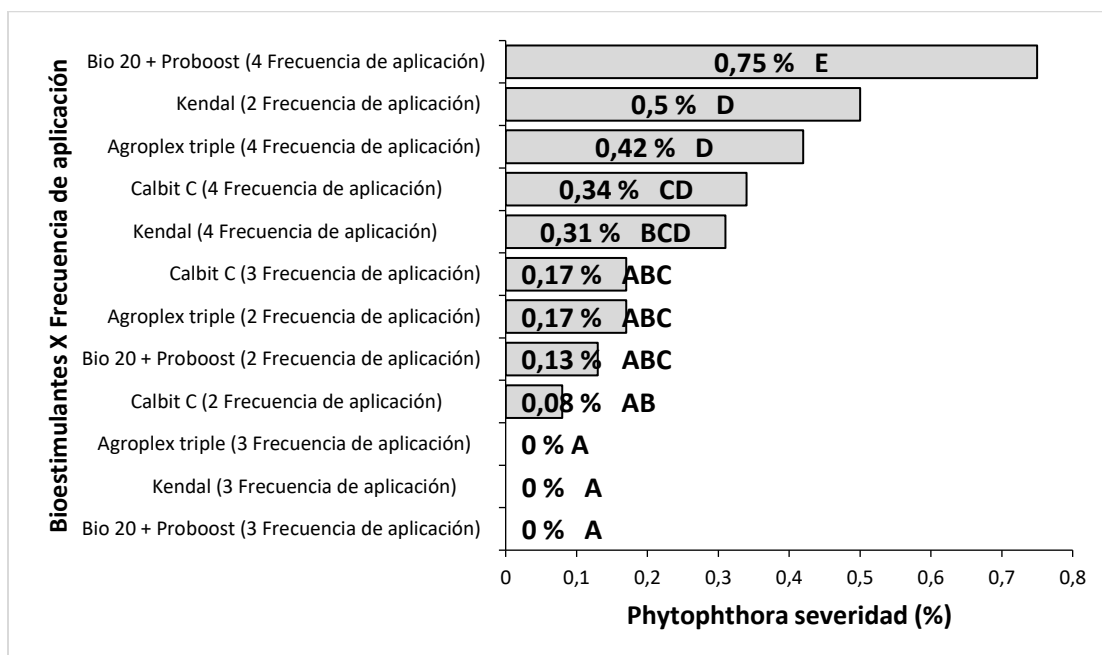 Bioestimulantes X Frecuencia de aplicación
Bio 20 + Proboost (4 Frecuencia de aplicación) 0,75 % E
Kendal (2 Frecuencia de aplicación) 0,5 % D
Agroplex triple (4 Frecuencia de aplicación) 0,42 % D
Calbit C (4 Frecuencia de aplicación) 0,34 % CD
Kendal (4 Frecuencia de aplicación) 0,31 % BCD
Calbit C (3 Frecuencia de aplicación) 0,17 % ABC
Agroplex triple (2 Frecuencia de aplicación) 0,17 % ABC
Bio 20 + Proboost (2 Frecuencia de aplicación) 0,13 % ABC
Calbit C (2 Frecuencia de aplicación) 0,08 % AB
Agroplex triple (3 Frecuencia de aplicación) 0 % A
Kendal (3 Frecuencia de aplicación) 0 % A
Bio 20 + Proboost (3 Frecuencia de aplicación) 0 % A
0 0,1 0,2 0,3 0,4 0,5 0,6 0,7 0,8
Phytophthora severidad (%)